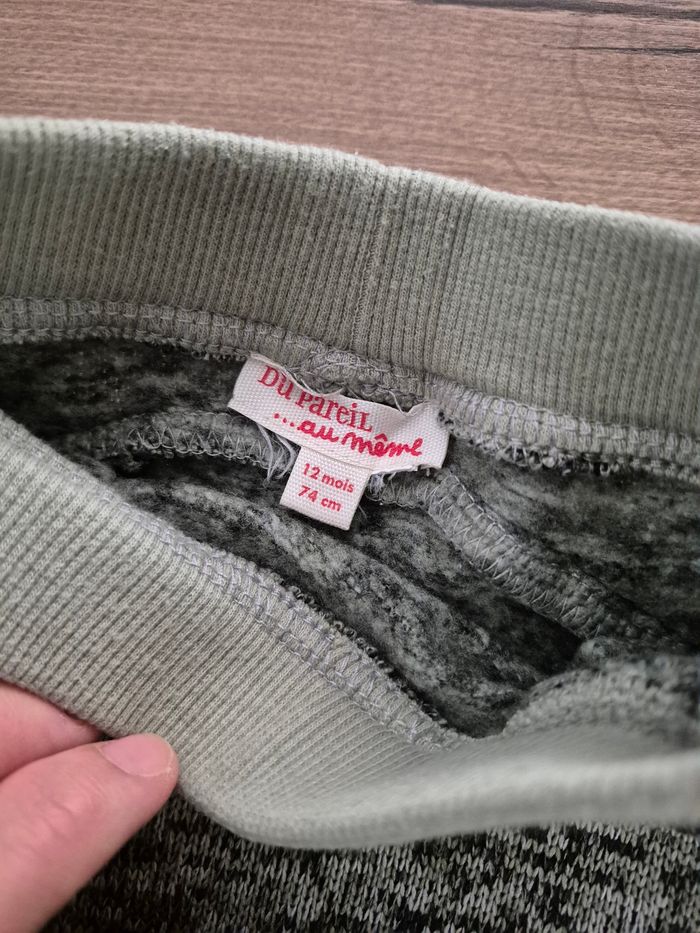 Du Pareil
...au même
12 mois
74 cm